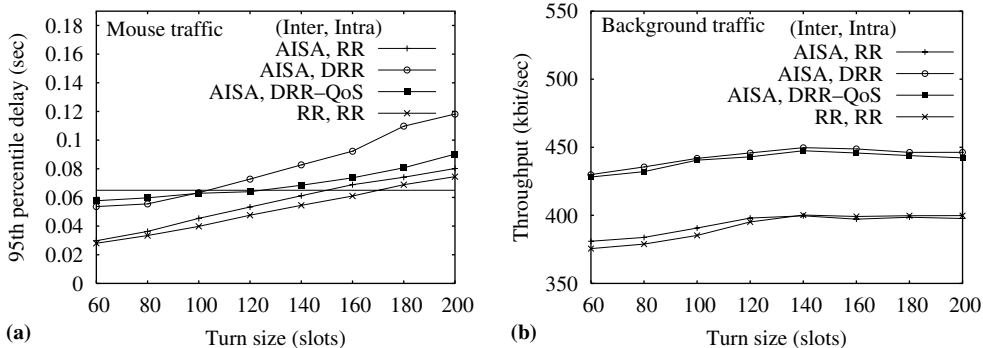 0.18
0.16
0.14
0.12
0.1
0.08
0.06
0.04
0.02
0
95th percentile delay (sec)
Mouse traffic
(Inter, Intra)
AISA, RR
AISA, DRR
AISA, DRR–QoS
RR, RR
60 80 100 120 140 160 180 200
Turn size (slots)
(a)
550
500
450
400
350
Throughput (kbit/sec)
Background traffic
(Inter, Intra)
AISA, RR
AISA, DRR
AISA, DRR–QoS
RR, RR
60 80 100 120 140 160 180 200
Turn size (slots)
(b)